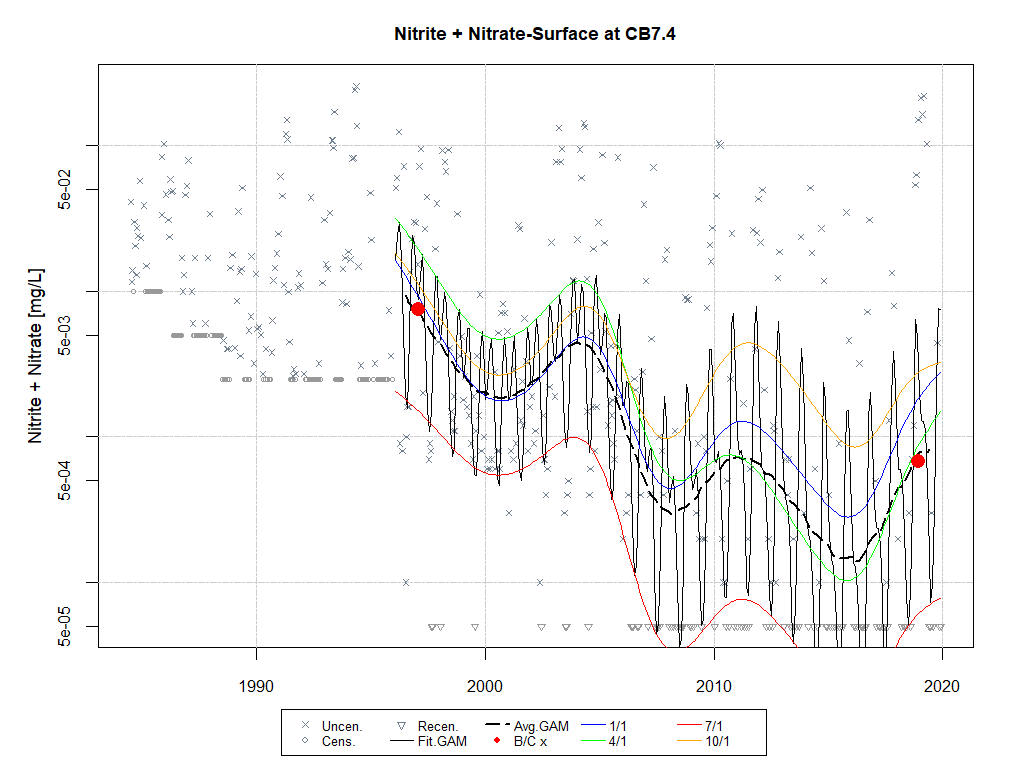 Nitrite + Nitrate-Surface at CB7.4
Nitrite + Nitrate [mg/L]
5e-02
5e-03
5e-04
5e-05
1990 2000 2010 2020
Uncen. Recen. Avg.GAM 1/1 7/1
Cens. Fit.GAM B/C x 4/1 10/1